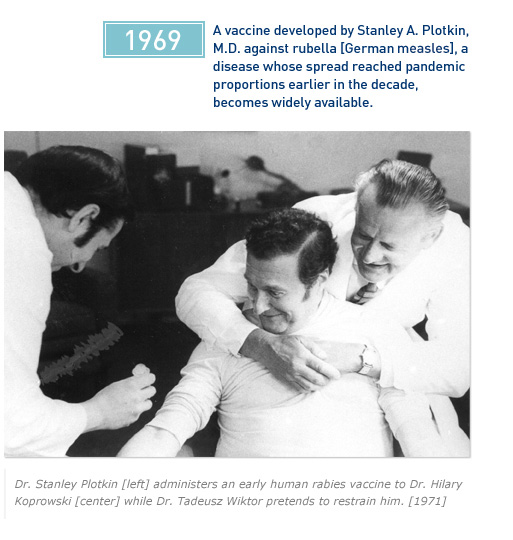 1969
A vaccine developed by Stanley A. Plotkin,
M.D. against rubella [German measles], a
disease whose spread reached pandemic
proportions earlier in the decade,
becomes widely available.
Dr. Stanley Plotkin [left] administers an early human rabies vaccine to Dr. Hilary
Koprowski [center] while Dr. Tadeusz Wiktor pretends to restrain him. [1971]